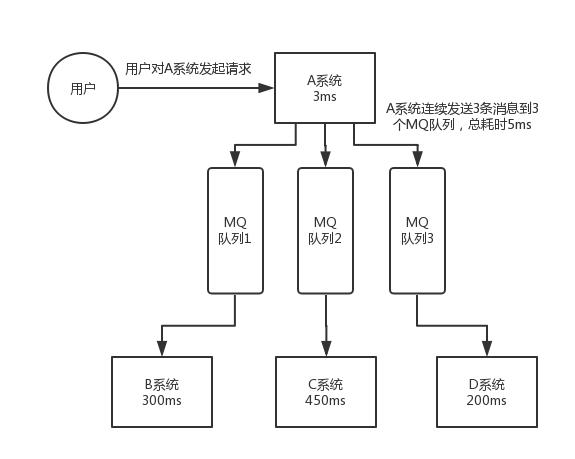 用户
用户对A系统发起请求
A系统
3ms
A系统连续发送3条消息到3
个MQ队列，总耗时5ms
MQ
队列1
MQ
队列2
MQ
队列3
B系统
300ms
C系统
450ms
D系统
200ms